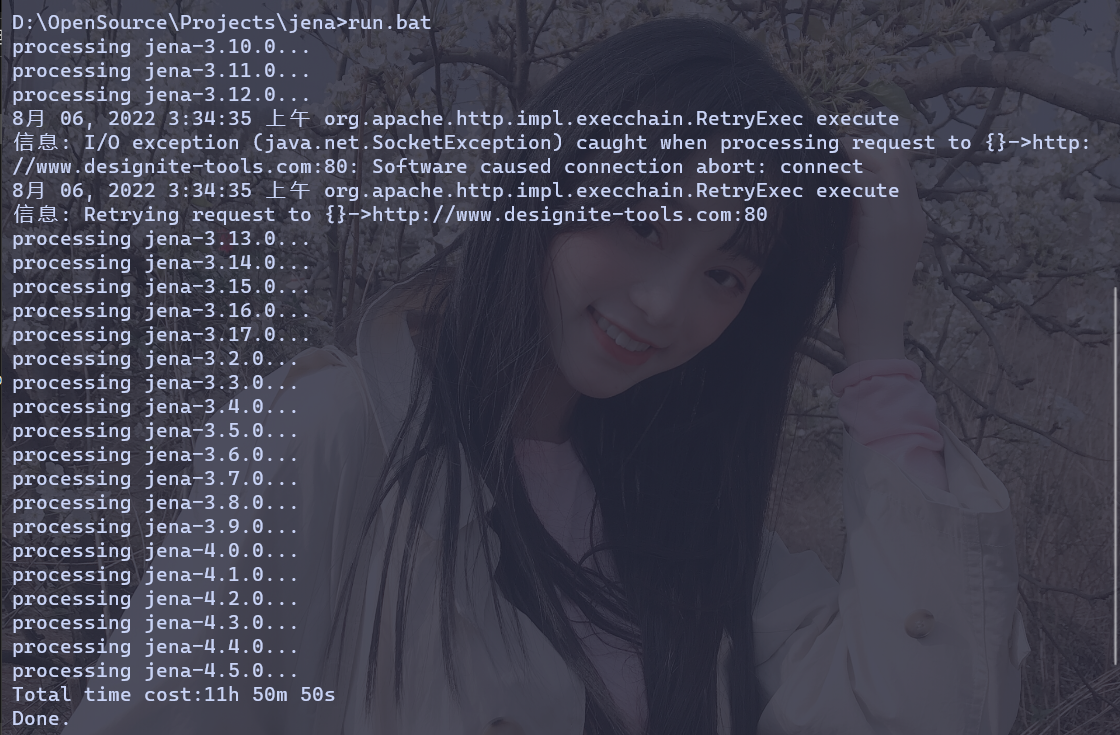 D:\OpenSource\Projects\jena>run.bat
processing jena-3.10.0...
processing jena-3.11.0...
processing jena-3.12.0...
8月 06, 2022 3:34:35 上午 org.apache.http.impl.execchain.RetryExec execute
信息: I/O exception (java.net.SocketException) caught when processing request to {}->http:
//www.designite-tools.com:80: Software caused connection abort: connect
8月 06, 2022 3:34:35 上午 org.apache.http.impl.execchain.RetryExec execute
信息: Retrying request to {}->http://www.designite-tools.com:80
processing jena-3.13.0...
processing jena-3.14.0...
processing jena-3.15.0...
processing jena-3.16.0...
processing jena-3.17.0...
processing jena-3.2.0...
processing jena-3.3.0...
processing jena-3.4.0...
processing jena-3.5.0...
processing jena-3.6.0...
processing jena-3.7.0...
processing jena-3.8.0...
processing jena-3.9.0...
processing jena-4.0.0...
processing jena-4.1.0...
processing jena-4.2.0...
processing jena-4.3.0...
processing jena-4.4.0...
processing jena-4.5.0...
Total time cost:11h 50m 50s
Done.